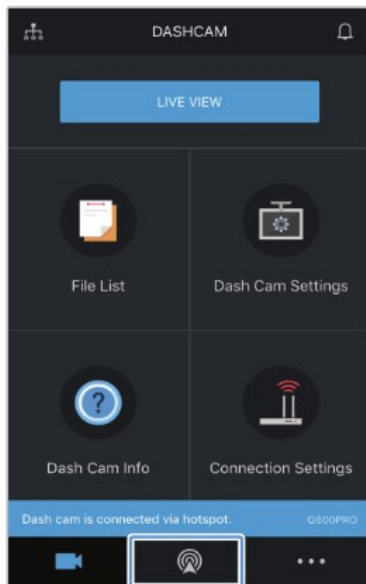 DASHCAM
LIVE VIEW
File List
Dash Cam Settings
Dash Cam Info
Connection Settings
Dash cam is connected via hotspot.
Q800PRO